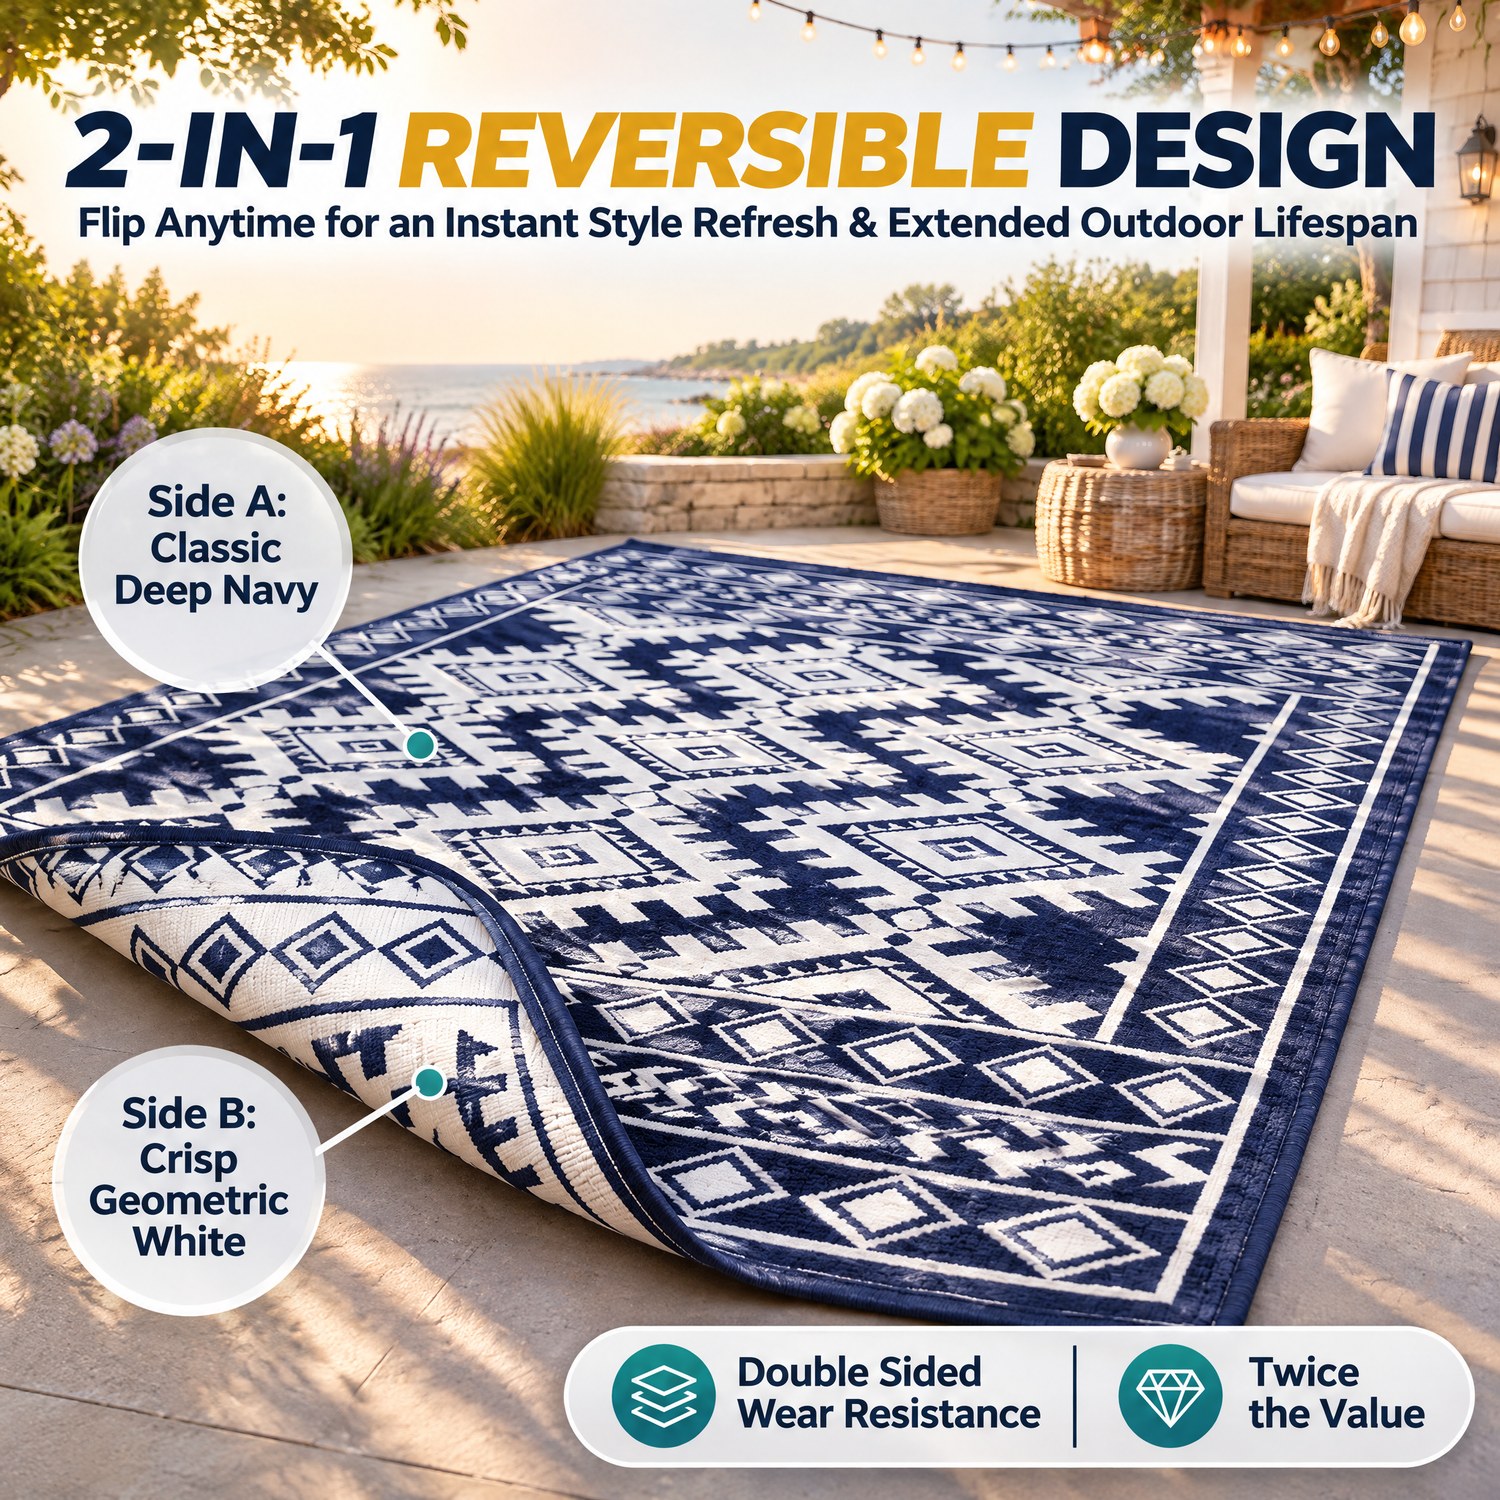 2-IN-1 REVERSIBLE DESIGN
Flip Anytime for an Instant Style Refresh & Extended Outdoor Lifespan
Side A:
Classic
Deep Navy
Side B:
Crisp
Geometric
White
Double Sided
Wear Resistance
Twice
the Value